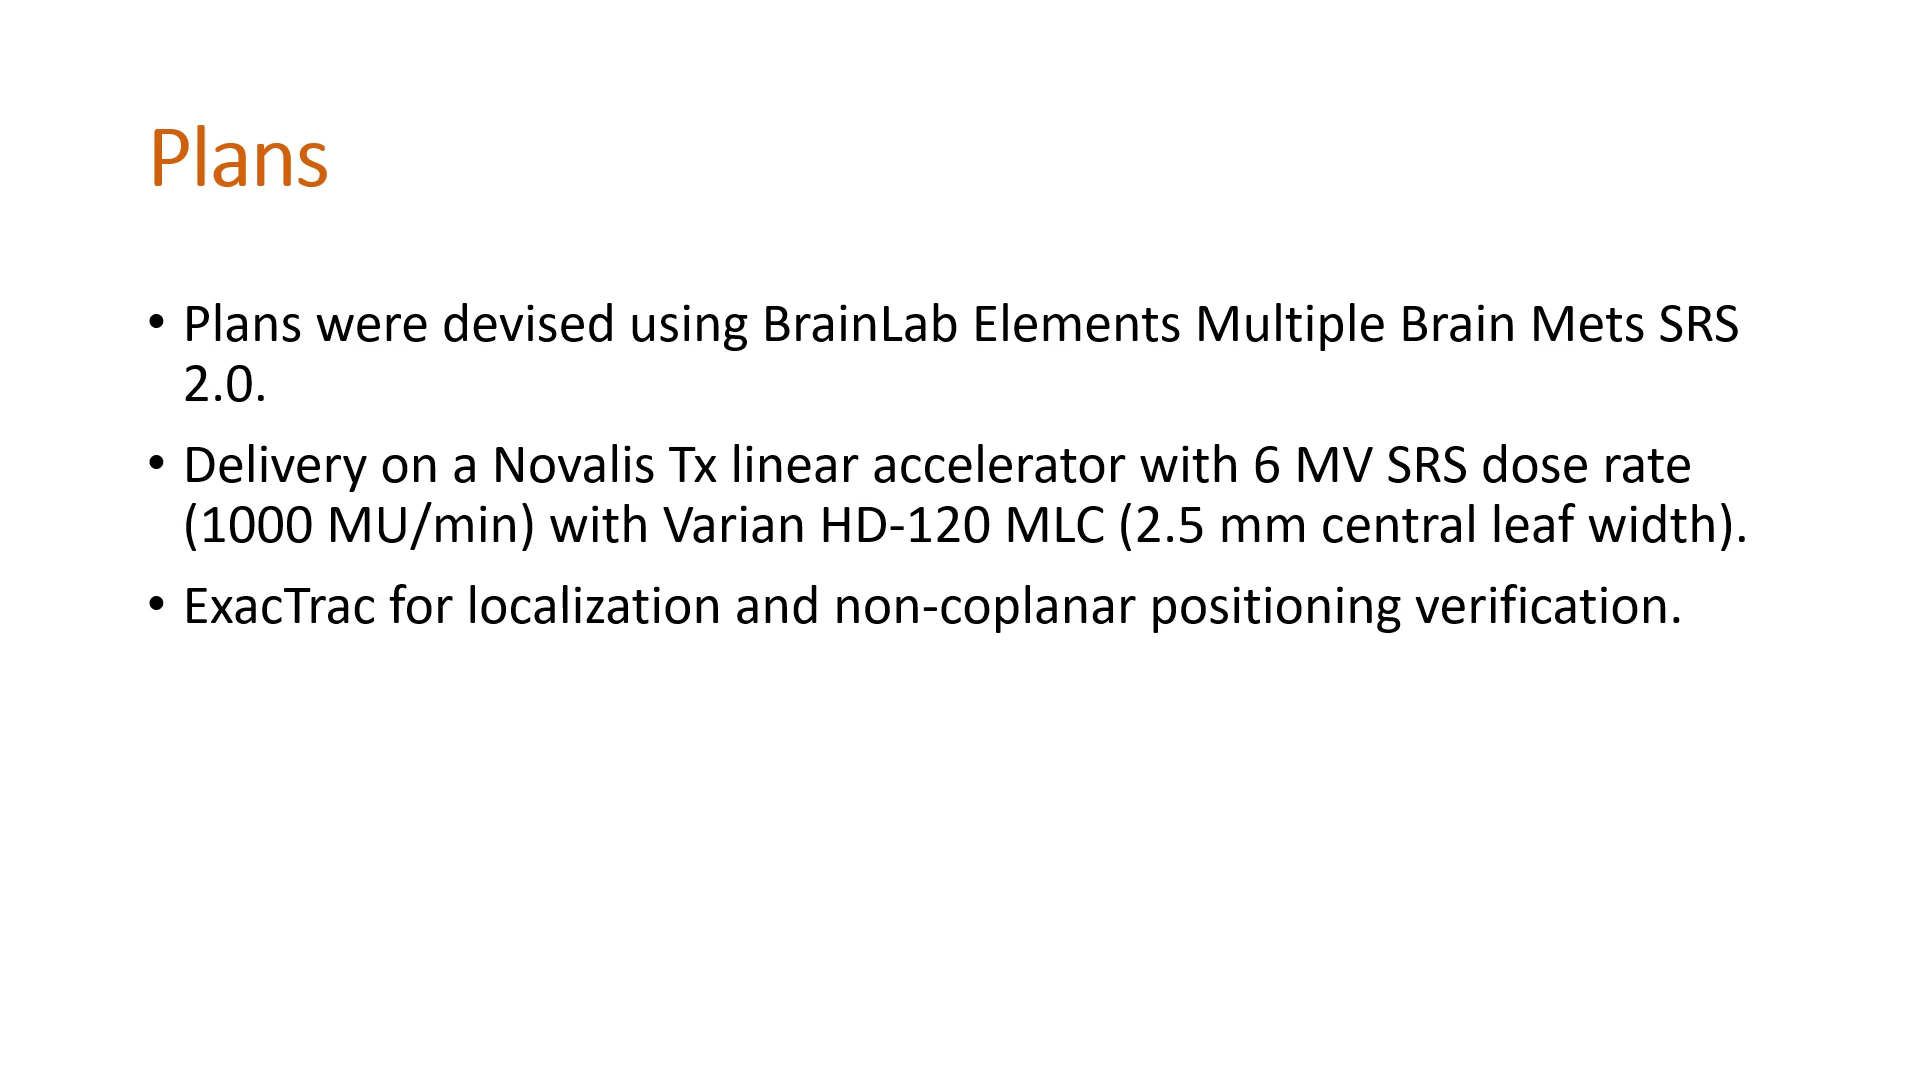 Plans
• Plans were devised using BrainLab Elements Multiple Brain Mets SRS
2.0.
• Delivery on a Novalis Tx linear accelerator with 6 MV SRS dose rate
(1000 MU/min) with Varian HD-120 MLC (2.5 mm central leaf width).
• ExacTrac for localization and non-coplanar positioning verification.